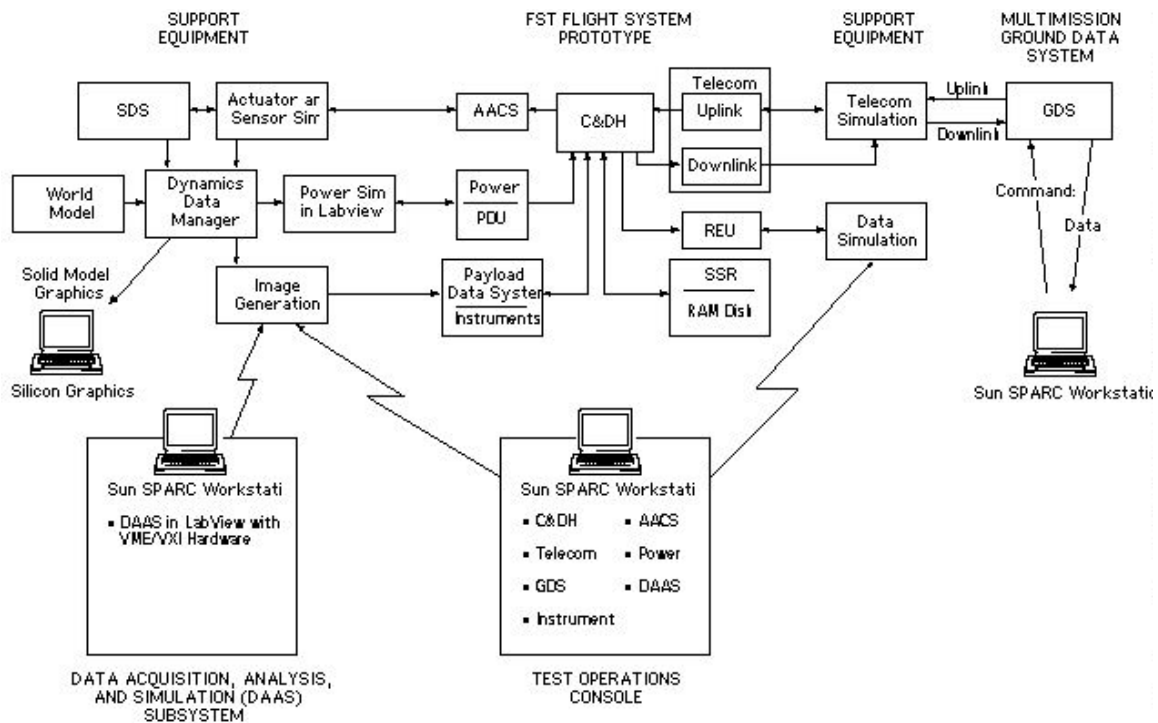 SUPPORT
EQUIPMENT
FST FLIGHT SYSTEM
PROTOTYPE
SUPPORT
EQUIPMENT
MULTIMISSION
GROUND DATA
SYSTEM
SDS
Actuator ar
Sensor Sim
AACS
C&DH
Telecom
Uplink
Downlink
Telecom
Simulation
Uplink
Downlink
GDS
World
Model
Dynamics
Data
Manager
Power Sim
in Labview
Power
PDU
REU
Data
Simulation
Command:
Data
Solid Model
Graphics
Image
Generation
Payload
Data Syster
Instruments
SSR
RAM Disk
Silicon Graphics
Sun SPARC Workstatic
Sun SPARC Workstati
▪ DAAS in LabView with
VME/VXI Hardware
Sun SPARC Workstati
▪ C&DH ▪ AACS
▪ Telecom ▪ Power
▪ GDS ▪ DAAS
▪ Instrument
DATA ACQUISITION, ANALYSIS,
AND SIMULATION (DAAS)
SUBSYSTEM
TEST OPERATIONS
CONSOLE